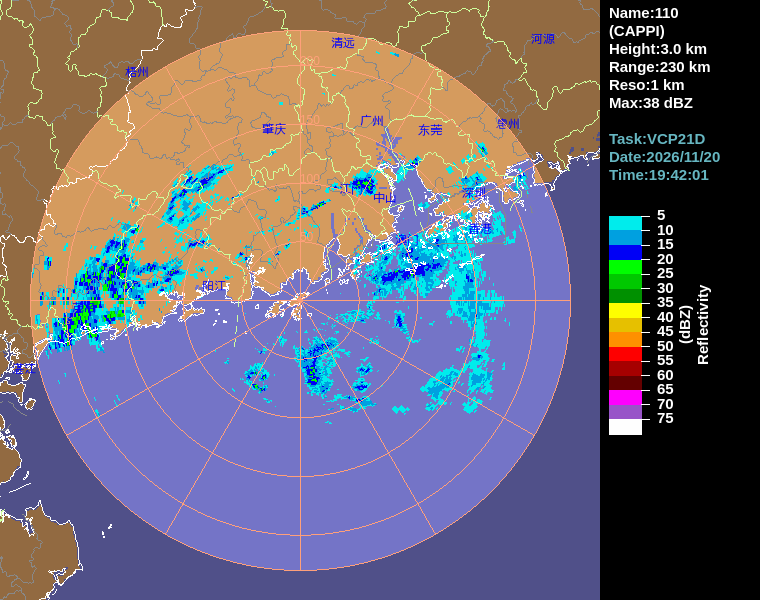 Name:110
(CAPPI)
Height:3.0 km
Range:230 km
Reso:1 km
Max:38 dBZ
Task:VCP21D
Date:2026/11/20
Time:19:42:01
5
10
15
20
25
30
35
40
45
50
55
60
65
70
75
(dBZ)
Reflectivity
清远
河源
梧州
肇庆
广州
东莞
惠州
100
江门
中山
深圳
香港
阳江
湛江